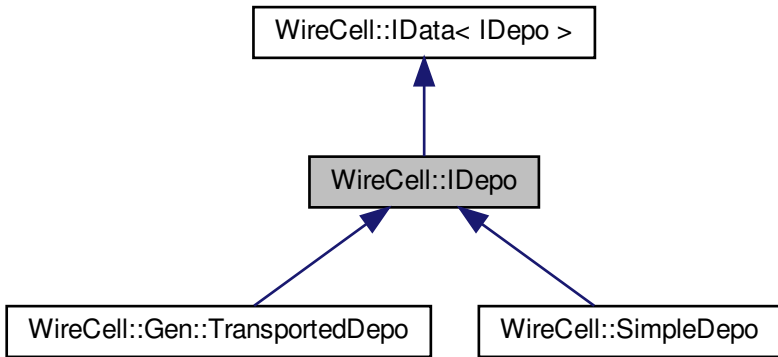 WireCell::IData< IDepo >
WireCell::IDepo
WireCell::Gen::TransportedDepo
WireCell::SimpleDepo